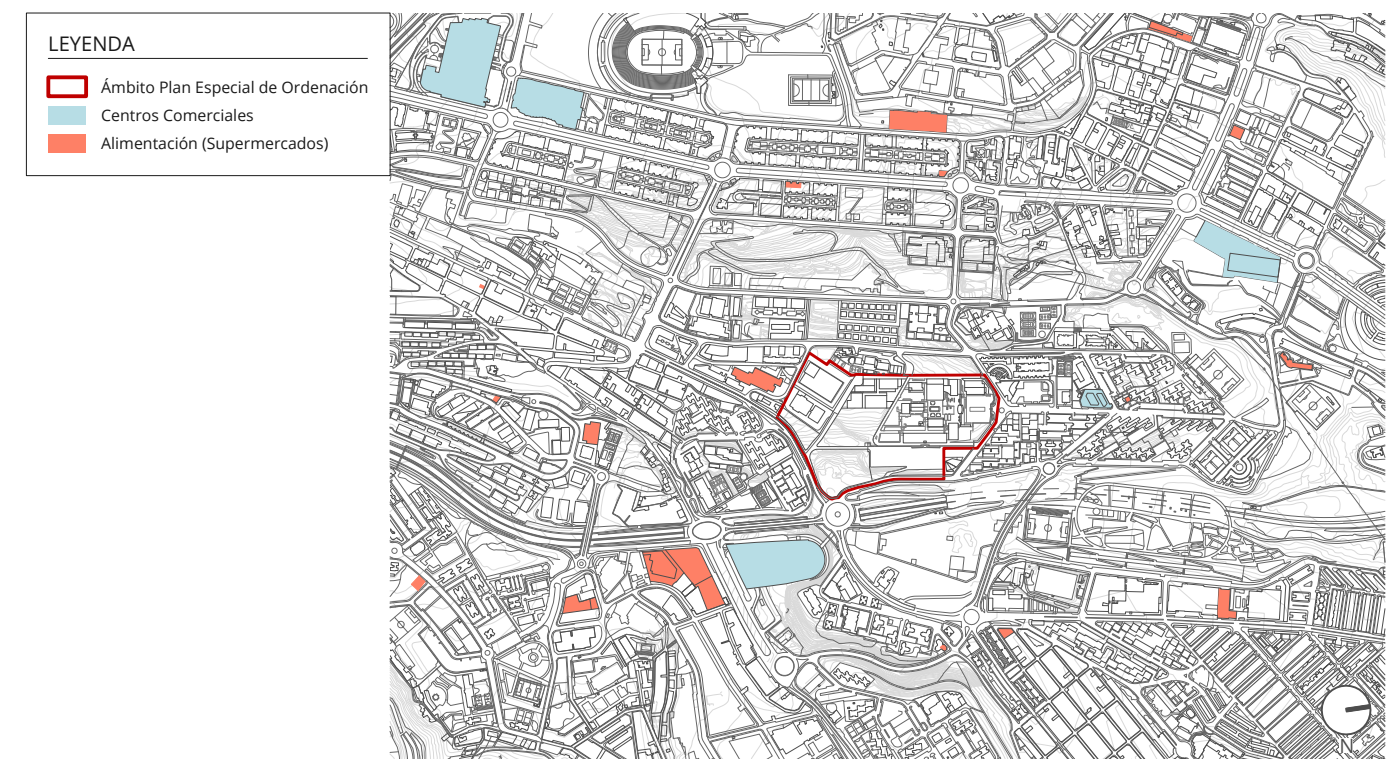 LEYENDA
Ámbito Plan Especial de Ordenación
Centros Comerciales
Alimentación (Supermercados)
N